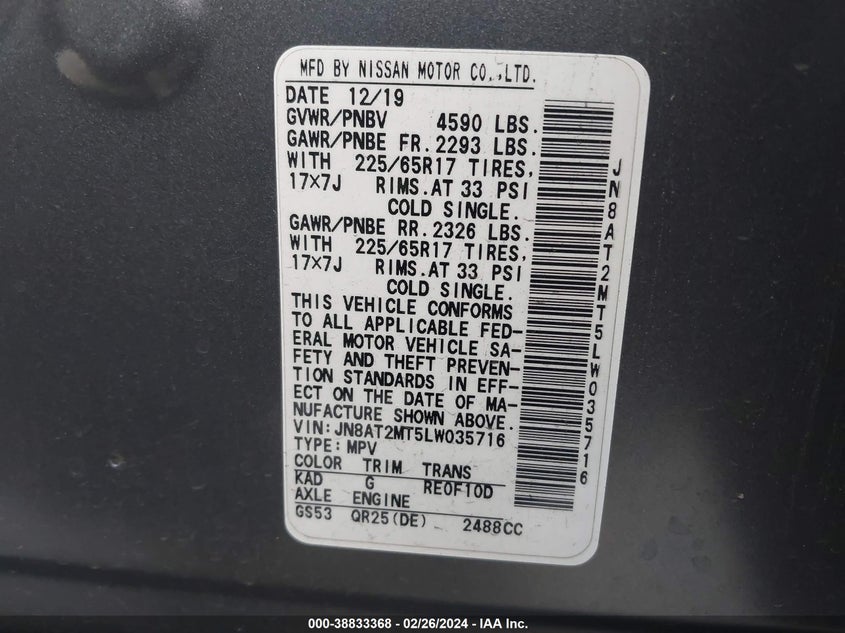 MFD BY NISSAN MOTOR CO.,LTD.
DATE 12/19
GVWR/PNBV 4590 LBS.
GAWR/PNBE FR. 2293 LBS.
WITH 225/65R17 TIRES,
17×7J RIMS.AT 33 PSI
COLD SINGLE.
GAWR/PNBE RR. 2326 LBS.
WITH 225/65R17 TIRES,
17×7J RIMS.AT 33 PSI
COLD SINGLE.
THIS VEHICLE CONFORMS
TO ALL APPLICABLE FED-
ERAL MOTOR VEHICLE SA-
FETY AND THEFT PREVEN-
TION STANDARDS IN EFF-
ECT ON THE DATE OF MA-
NUFACTURE SHOWN ABOVE.
VIN:JN8AT2MT5LW035716
TYPE:MPV
COLOR TRIM TRANS
KAD G RE0F10D
AXLE ENGINE
GS53 QR25(DE) 2488CC
JN8AT2MT5LW035716
000-38833368 - 02/26/2024 - IAA Inc.